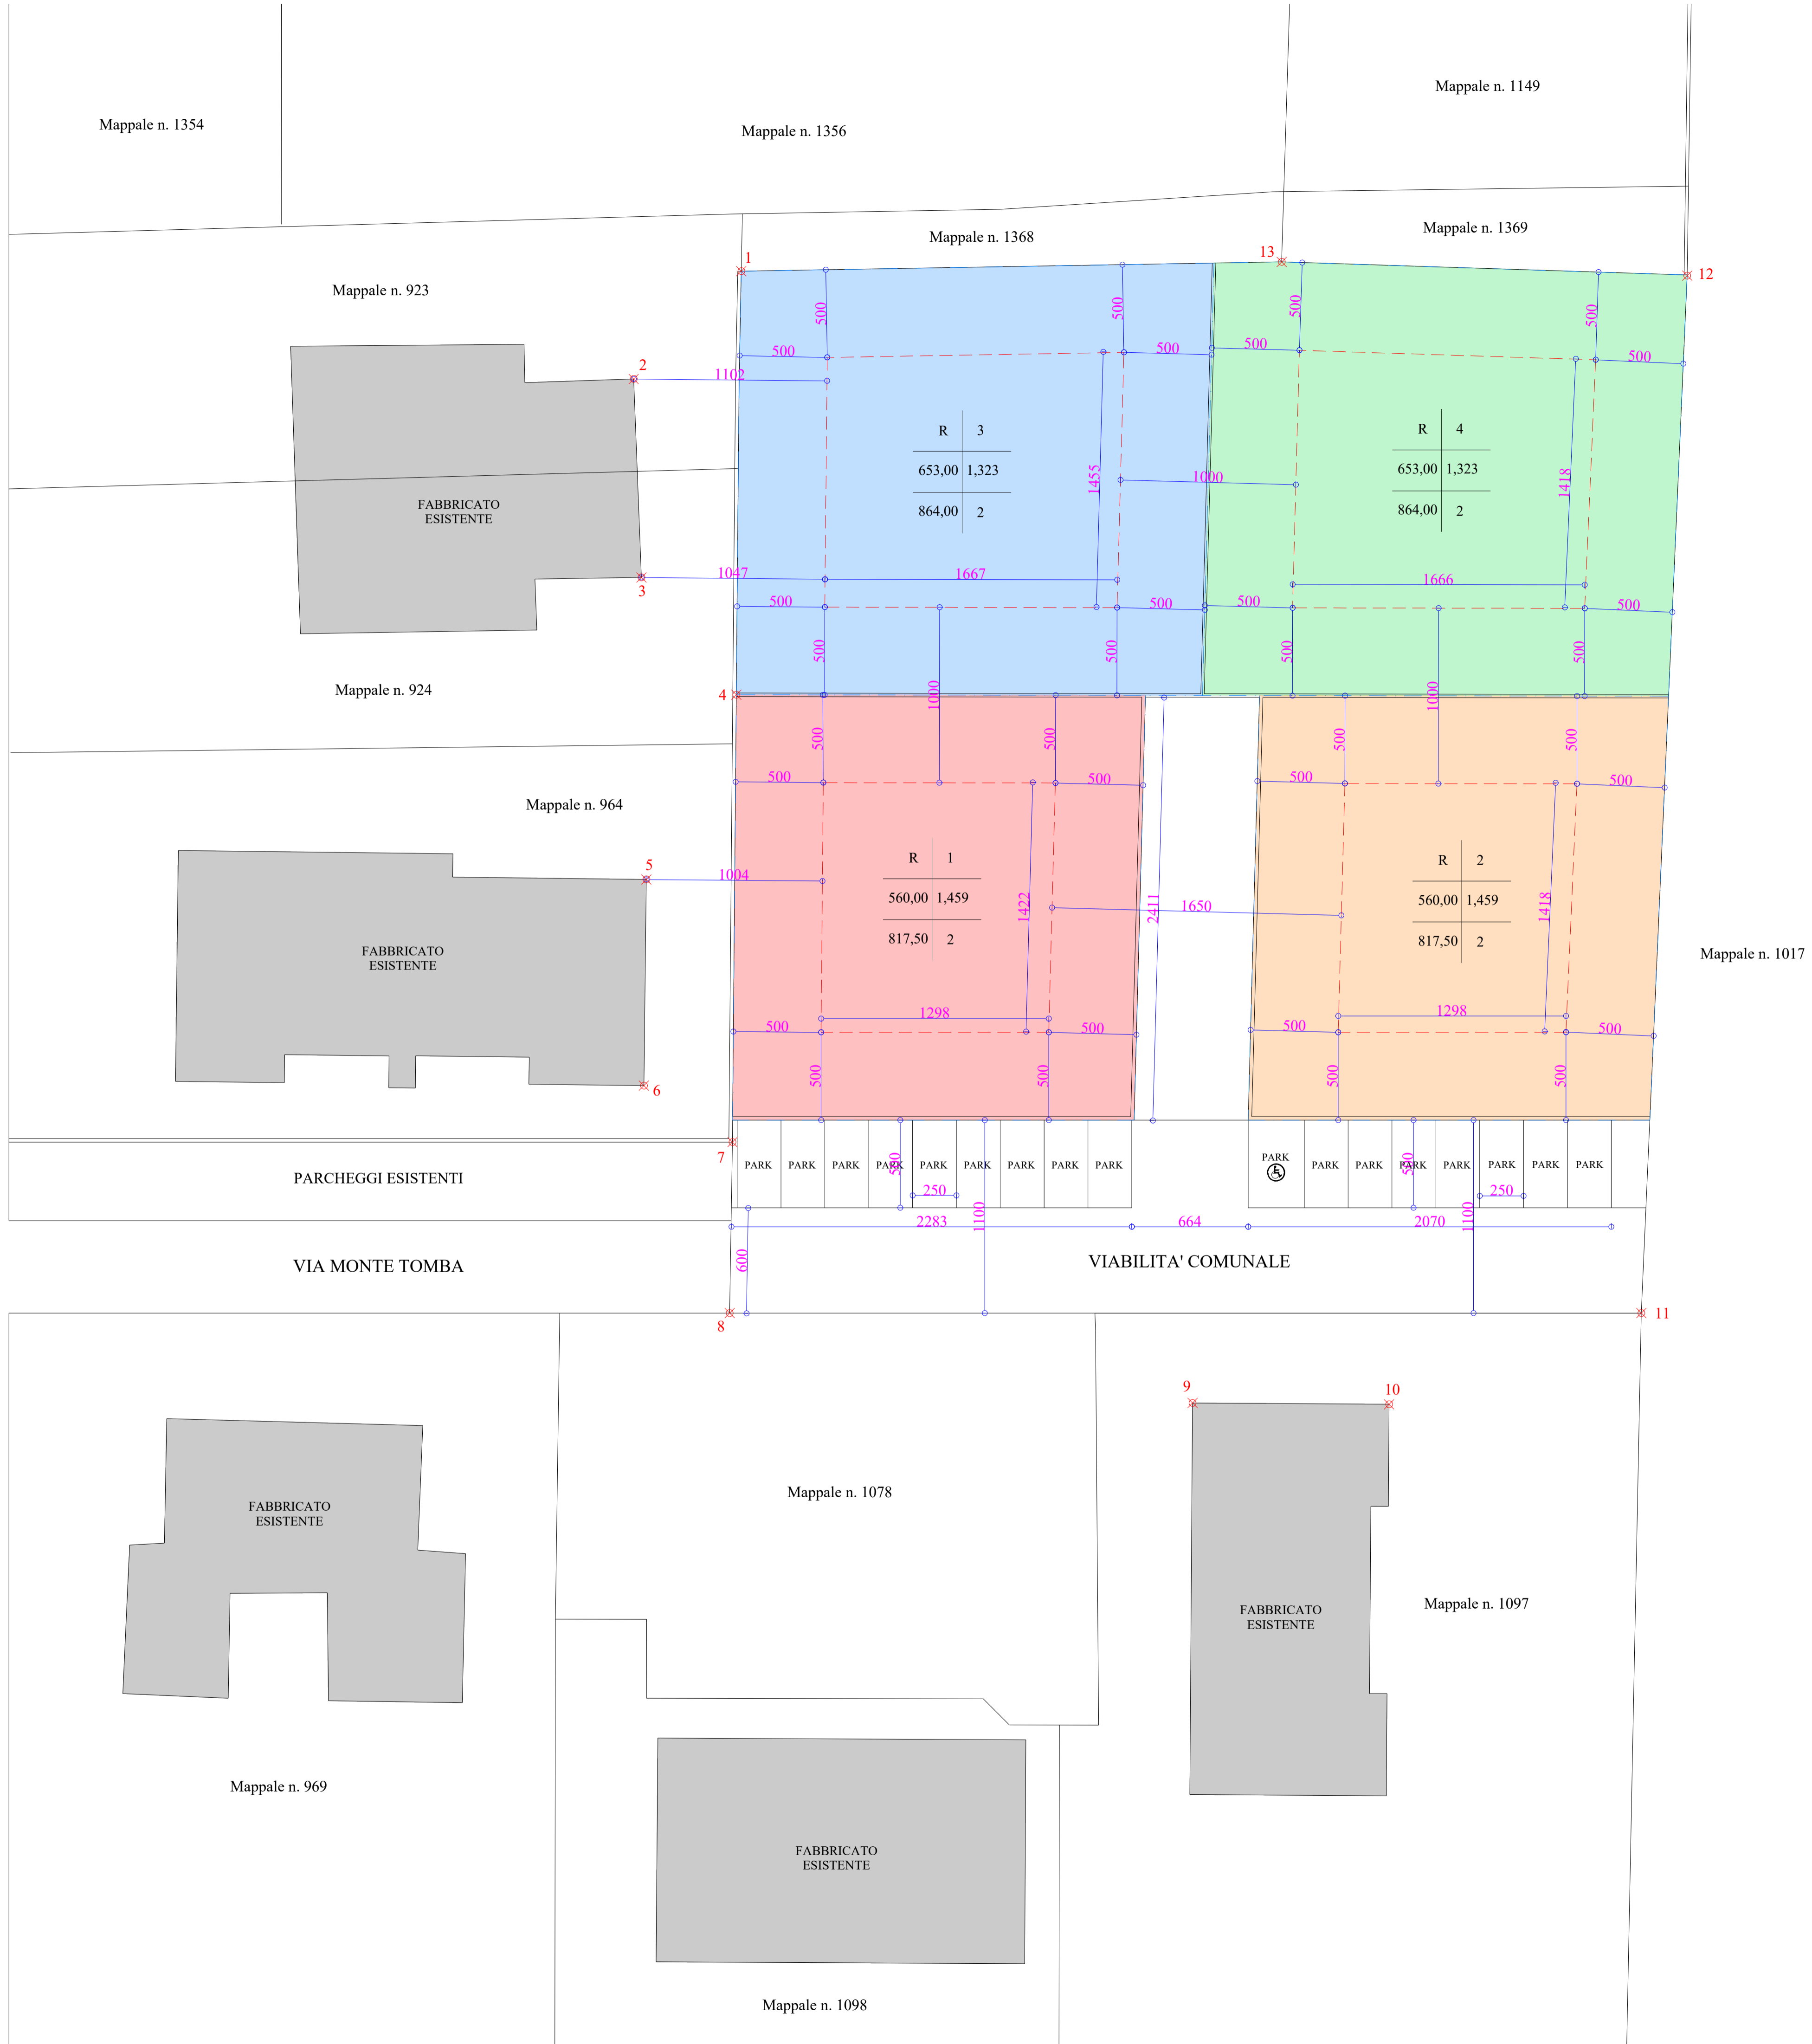 Mappale n. 1149
Mappale n. 1354
Mappale n. 1356
Mappale n. 1369
Mappale n. 1368
1
13
12
Mappale n. 923
500
500
500
500
500
500
500
500
2
1102
R 3
653,00 1,323
864,00 2
R 4
653,00 1,323
864,00 2
1455
1000
1418
FABBRICATO
ESISTENTE
3
1047
1667
1666
500
500
500
500
500
500
500
500
Mappale n. 924
4
1000
1000
500
500
500
500
500
500
500
500
Mappale n. 964
5
1004
R 1
560,00 1,459
817,50 2
R 2
560,00 1,459
817,50 2
1422
2411
1650
1418
FABBRICATO
ESISTENTE
Mappale n. 1017
1298
1298
500
500
500
500
500
500
500
500
6
7
PARK PARK PARK PARK PARK PARK PARK PARK PARK
PARK PARK PARK PARK PARK PARK PARK PARK
500
500
PARCHEGGI ESISTENTI
250
250
2283
664
2070
1100
1100
600
VIA MONTE TOMBA
VIABILITA' COMUNALE
8
11
9
10
Mappale n. 1078
FABBRICATO
ESISTENTE
FABBRICATO
ESISTENTE
Mappale n. 1097
Mappale n. 969
FABBRICATO
ESISTENTE
Mappale n. 1098